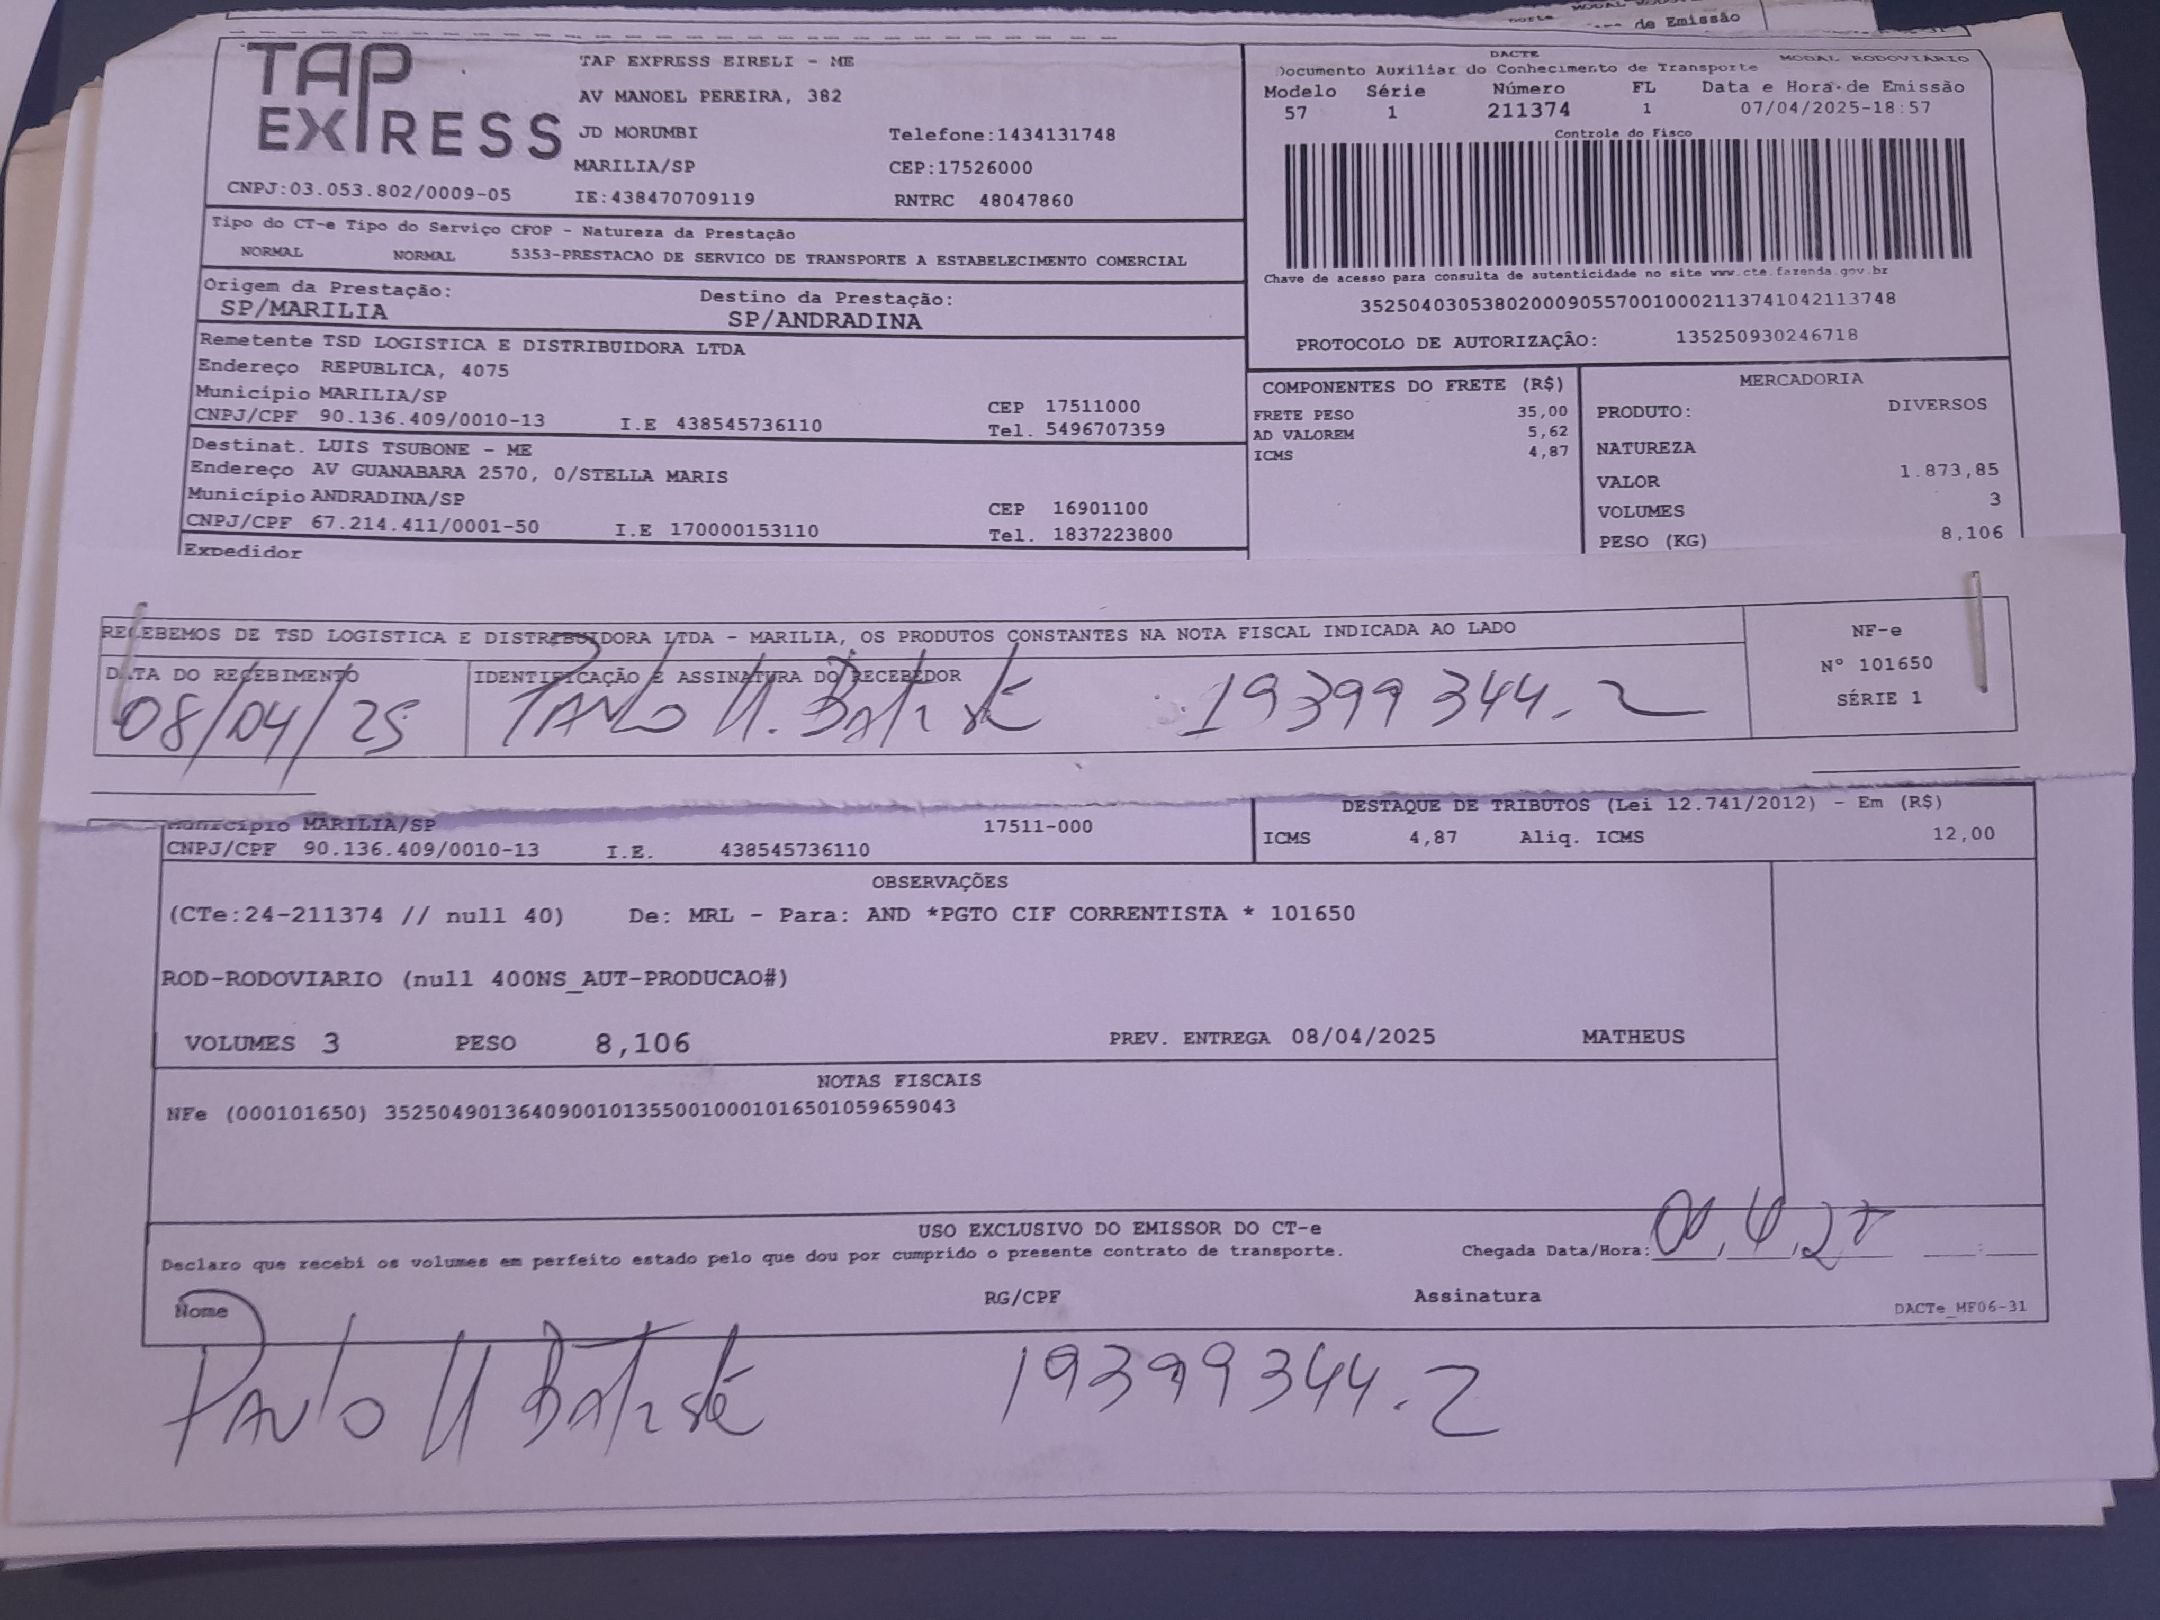 de Emissão
TAP EXPRESS
TAP EXPRESS EIRELI - ME
AV MANOEL PEREIRA, 382
JD MORUMBI Telefone:1434131748
MARILIA/SP CEP:17526000
CNPJ:03.053.802/0009-05 IE:438470709119 RNTRC 48047860
DACTE MODAL RODOVIÁRIO
Documento Auxiliar do Conhecimento de Transporte
Modelo Série Número FL Data e Hora de Emissão
57 1 211374 1 07/04/2025-18:57
Controle do Fisco
Chave de acesso para consulta de autenticidade no site www.cte.fazenda.gov.br
35250403053802000905570010002113741042113748
PROTOCOLO DE AUTORIZAÇÃO: 135250930246718
Tipo do CT-e Tipo do Serviço CFOP - Natureza da Prestação
NORMAL NORMAL 5353-PRESTACAO DE SERVICO DE TRANSPORTE A ESTABELECIMENTO COMERCIAL
Origem da Prestação: Destino da Prestação:
SP/MARILIA SP/ANDRADINA
Remetente TSD LOGISTICA E DISTRIBUIDORA LTDA
Endereço REPUBLICA, 4075
Município MARILIA/SP CEP 17511000
CNPJ/CPF 90.136.409/0010-13 I.E 438545736110 Tel. 5496707359
Destinat. LUIS TSUBONE - ME
Endereço AV GUANABARA 2570, 0/STELLA MARIS
Município ANDRADINA/SP CEP 16901100
CNPJ/CPF 67.214.411/0001-50 I.E 170000153110 Tel. 1837223800
Expedidor
COMPONENTES DO FRETE (R$)
FRETE PESO 35,00
AD VALOREM 5,62
ICMS 4,87
MERCADORIA
PRODUTO: DIVERSOS
NATUREZA
VALOR 1.873,85
VOLUMES 3
PESO (KG) 8,106
RECEBEMOS DE TSD LOGISTICA E DISTRIBUIDORA LTDA - MARILIA, OS PRODUTOS CONSTANTES NA NOTA FISCAL INDICADA AO LADO
DATA DO RECEBIMENTO IDENTIFICAÇÃO E ASSINATURA DO RECEBEDOR
08/04/25 Paulo U. Batista 19399344.2
NF-e
Nº 101650
SÉRIE 1
Município MARILIA/SP 17511-000
CNPJ/CPF 90.136.409/0010-13 I.E. 438545736110
DESTAQUE DE TRIBUTOS (Lei 12.741/2012) - Em (R$)
ICMS 4,87 Aliq. ICMS 12,00
OBSERVAÇÕES
(CTe:24-211374 // null 40) De: MRL - Para: AND *PGTO CIF CORRENTISTA * 101650
ROD-RODOVIARIO (null 400NS_AUT-PRODUCAO#)
VOLUMES 3 PESO 8,106 PREV. ENTREGA 08/04/2025 MATHEUS
NOTAS FISCAIS
NFe (000101650) 35250490136409001013550010001016501059659043
USO EXCLUSIVO DO EMISSOR DO CT-e
Declaro que recebi os volumes em perfeito estado pelo que dou por cumprido o presente contrato de transporte. Chegada Data/Hora:
Nome RG/CPF Assinatura DACTe_MF06-31
Paulo U Batista 19399344.2